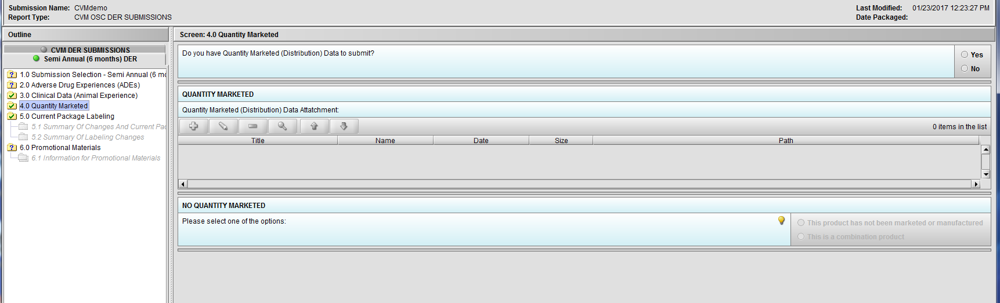 Submission Name: CVMdemo
Report Type: CVM OSC DER SUBMISSIONS
Last Modified: 01/23/2017 12:23:27 PM
Date Packaged:
Outline
CVM DER SUBMISSIONS
Semi Annual (6 months) DER
1.0 Submission Selection - Semi Annual (6 mo
2.0 Adverse Drug Experiences (ADEs)
3.0 Clinical Data (Animal Experience)
4.0 Quantity Marketed
5.0 Current Package Labeling
5.1 Summary Of Changes And Current Pac
5.2 Summary Of Labeling Changes
6.0 Promotional Materials
6.1 Information for Promotional Materials
Screen: 4.0 Quantity Marketed
Do you have Quantity Marketed (Distribution) Data to submit?
Yes
No
QUANTITY MARKETED
Quantity Marketed (Distribution) Data Attatchment:
0 items in the list
Title Name Date Size Path
NO QUANTITY MARKETED
Please select one of the options:
This product has not been marketed or manufactured
This is a combination product